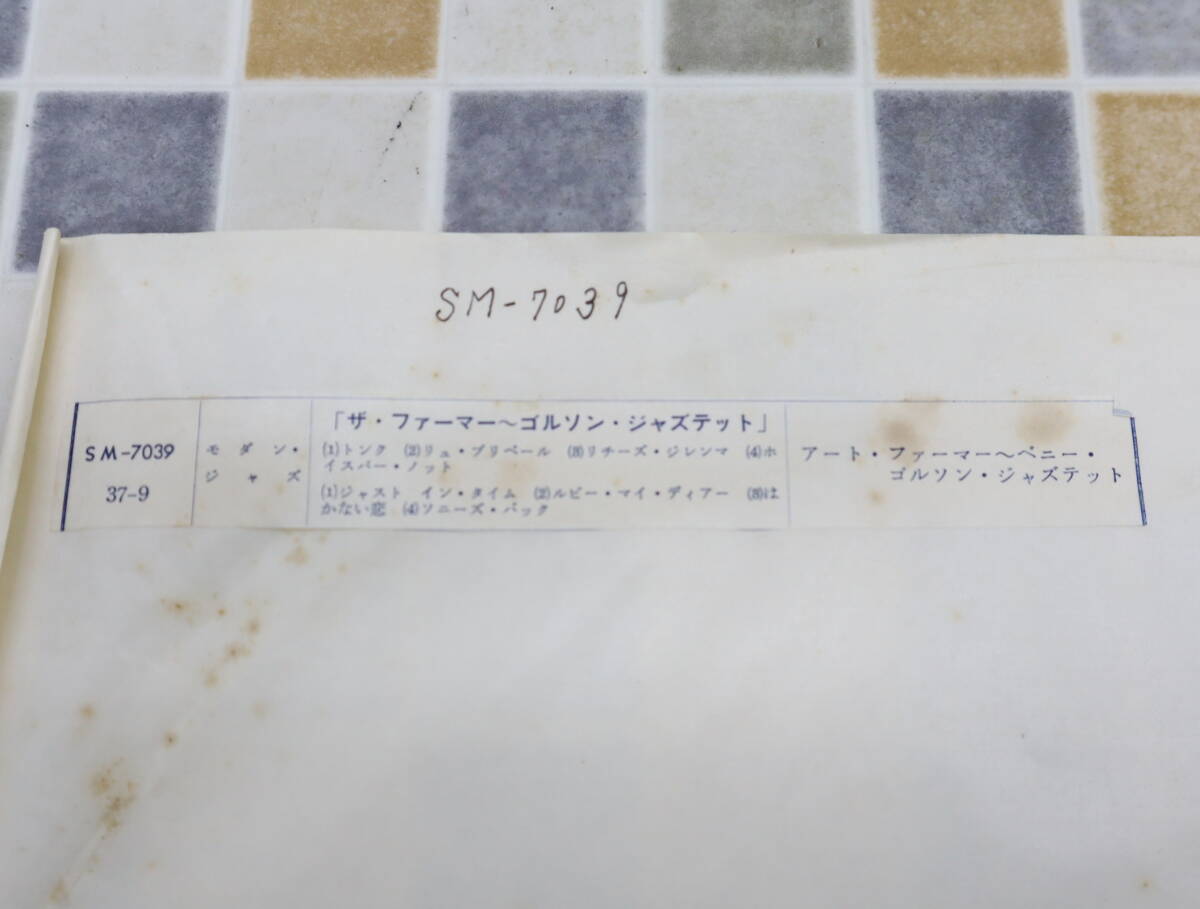 SM-7039
SM-7039
37-9
モダン・
ジャズ
「ザ・ファーマー~ゴルソン・ジャズテット」
(1)トンク (2)リュ・プリベール (3)リチーズ・ジレンマ (4)ホ
イスパー・ノット
(1)ジャスト イン・タイム (2)ルビー・マイ・ディアー (3)は
かない恋 (4)ソニーズ・バック
アート・ファーマー~ベニー・
ゴルソン・ジャズテット